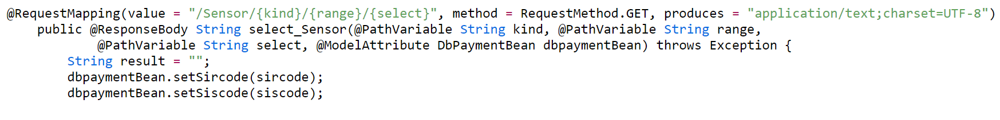 @RequestMapping(value = "/Sensor/{kind}/{range}/{select}", method = RequestMethod.GET, produces = "application/text;charset=UTF-8")
public @ResponseBody String select_Sensor(@PathVariable String kind, @PathVariable String range,
@PathVariable String select, @ModelAttribute DbPaymentBean dbpaymentBean) throws Exception {
String result = "";
dbpaymentBean.setSircode(sircode);
dbpaymentBean.setSiscode(siscode);